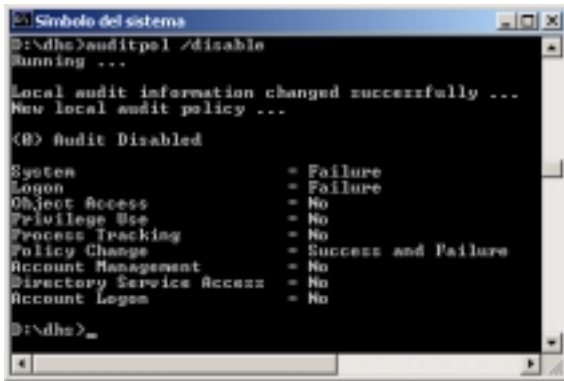 Símbolo del sistema
D:\dhs>auditpol /disable
Running ...
Local audit information changed successfully ...
New local audit policy ...
(0) Audit Disabled
System = Failure
Logon = Failure
Object Access = No
Privilege Use = No
Process Tracking = No
Policy Change = Success and Failure
Account Management = No
Directory Service Access = No
Account Logon = No
D:\dhs>_